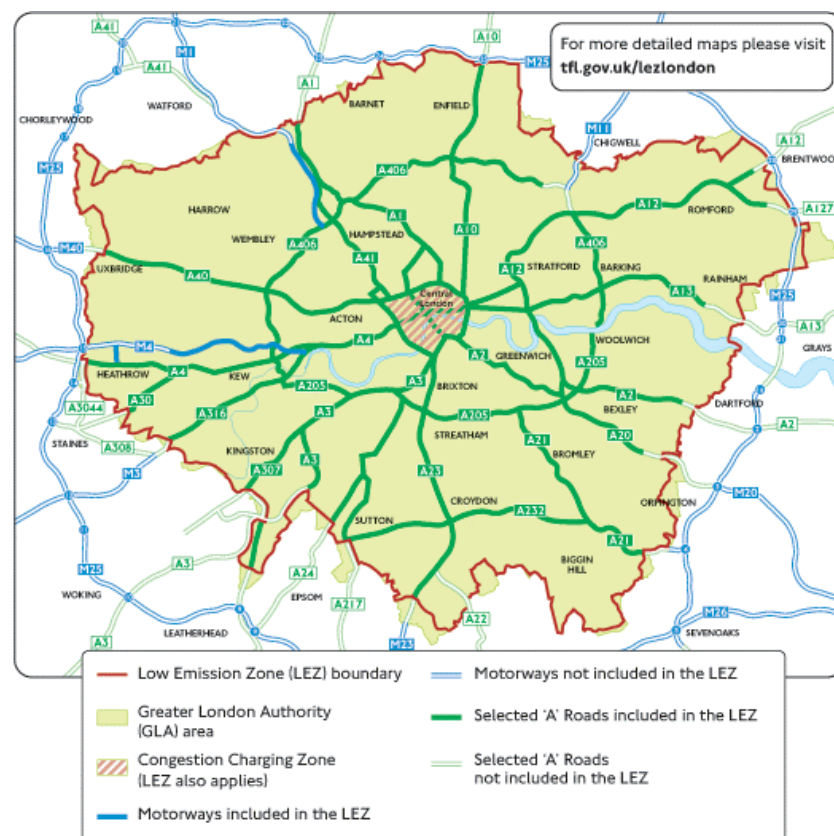 For more detailed maps please visit
tfl.gov.uk/lezlondon
A41
M1
A10
A41
A1
M25
BARNET
ENFIELD
WATFORD
CHORLEYWOOD
M11
CHIGWELL
A12
BRENTWOO
M25
A406
HARROW
A1
A12
ROMFORD
A127
WEMBLEY
A406
HAMPSTEAD
A10
A406
M40
A41
A12
STRATFORD
BARKING
RAINHAM
UXBRIDGE
A40
Central
London
A13
M25
ACTON
A13
M4
A4
WOOLWICH
GRAYS
HEATHROW
A4
KEW
A2
GREENWICH
A205
A205
A3
BRIXTON
A30
A3
A2
DARTFORD
A3044
A316
A205
BEXLEY
A2
STAINES
A308
STREATHAM
A21
A20
M3
KINGSTON
A307
A3
A23
BROMLEY
M20
CROYDON
ORPINGTON
SUTTON
A232
A21
M25
A3
BIGGIN
HILL
WOKING
A24
EPSOM
A217
A22
M26
A3
LEATHERHEAD
M23
SEVENOAKS
Low Emission Zone (LEZ) boundary
Motorways not included in the LEZ
Greater London Authority
(GLA) area
Selected 'A' Roads included in the LEZ
Congestion Charging Zone
(LEZ also applies)
Selected 'A' Roads
not included in the LEZ
Motorways included in the LEZ